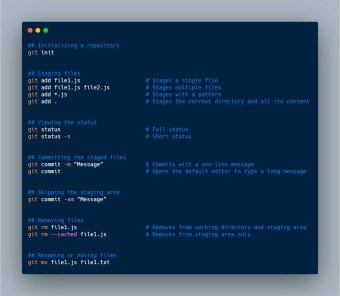 ## Initializing a repository
git init
## Staging files
git add file1.js # Stages a single file
git add file1.js file2.js # Stages multiple files
git add *.js # Stages with a pattern
git add . # Stages the current directory and all its content
## Viewing the status
git status # Full status
git status -s # Short status
## Committing the staged files
git commit -m "Message" # Commits with a one-line message
git commit # Opens the default editor to type a long message
## Skipping the staging area
git commit -am "Message"
## Removing files
git rm file1.js # Removes from working directory and staging area
git rm --cached file1.js # Removes from staging area only
## Renaming or moving files
git mv file1.js file1.txt